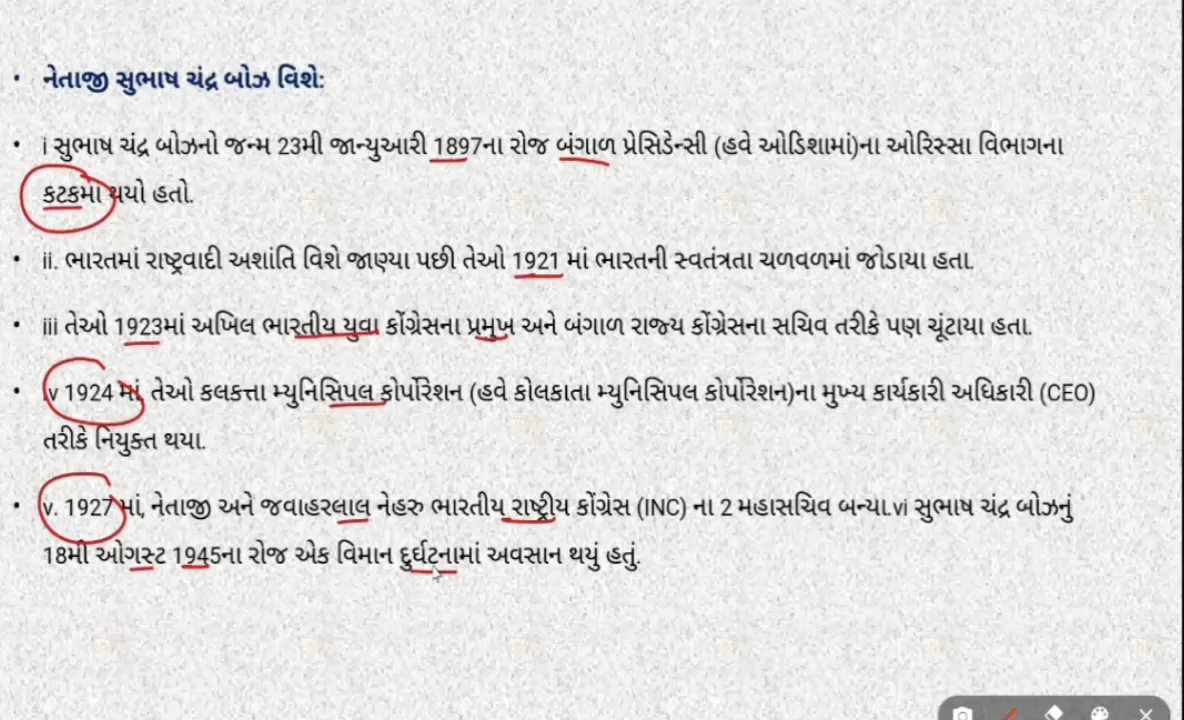 • નેતાજી સુભાષ ચંદ્ર બોઝ વિશે:
• i સુભાષ ચંદ્ર બોઝનો જન્મ 23મી જાન્યુઆરી 1897ના રોજ બંગાળ પ્રેસિડેન્સી (હવે ઓડિશામાં)ના ઓરિસ્સા વિભાગના
કટકમાં થયો હતો.
• ii. ભારતમાં રાષ્ટ્રવાદી અશાંતિ વિશે જાણ્યા પછી તેઓ 1921 માં ભારતની સ્વતંત્રતા ચળવળમાં જોડાયા હતા.
• iii તેઓ 1923માં અખિલ ભારતીય યુવા કોંગ્રેસના પ્રમુખ અને બંગાળ રાજ્ય કોંગ્રેસના સચિવ તરીકે પણ ચૂંટાયા હતા.
• iv 1924 માં, તેઓ કલકત્તા મ્યુનિસિપલ કોર્પોરેશન (હવે કોલકાતા મ્યુનિસિપલ કોર્પોરેશન)ના મુખ્ય કાર્યકારી અધિકારી (CEO)
તરીકે નિયુક્ત થયા.
• v. 1927 માં, નેતાજી અને જવાહરલાલ નેહરુ ભારતીય રાષ્ટ્રીય કોંગ્રેસ (INC) ના 2 મહાસચિવ બન્યા.vi સુભાષ ચંદ્ર બોઝનું
18મી ઓગસ્ટ 1945ના રોજ એક વિમાન દુર્ઘટનામાં અવસાન થયું હતું.